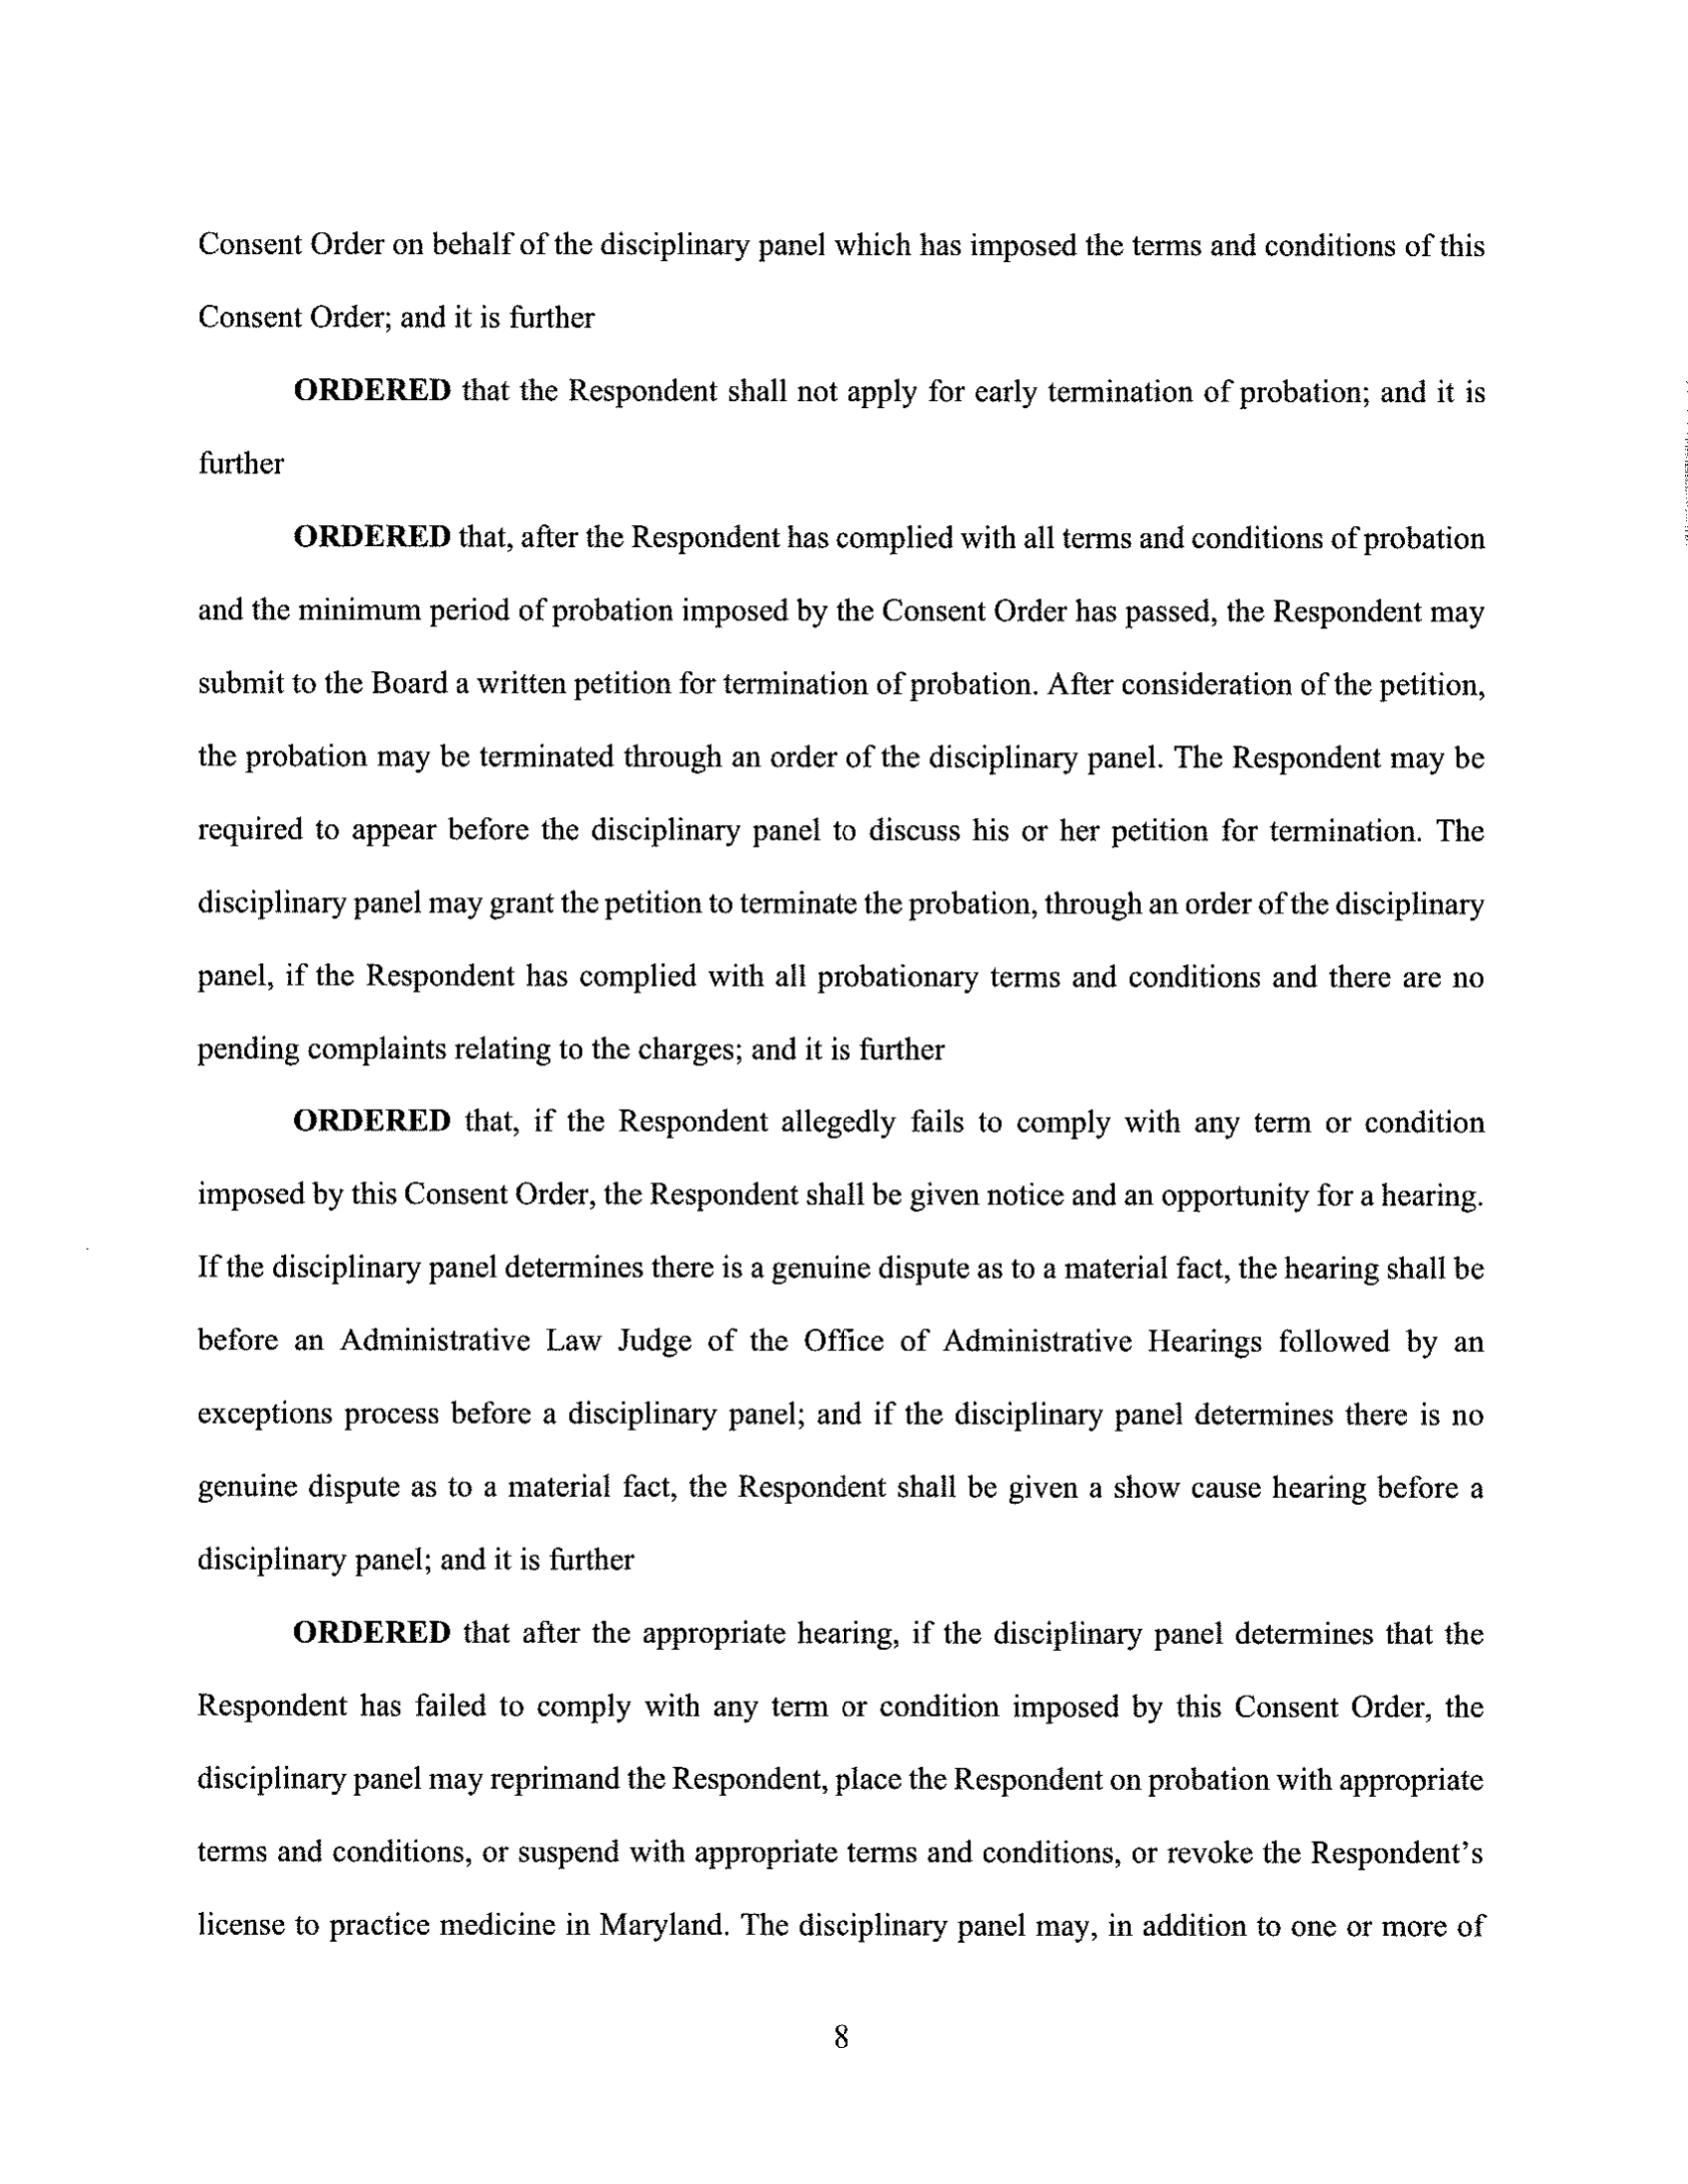 Consent Order on behalf of the disciplinary panel which has imposed the terms and conditions of this
Consent Order; and it is further
ORDERED that the Respondent shall not apply for early termination of probation; and it is
further
ORDERED that, after the Respondent has complied with all terms and conditions of probation
and the minimum period of probation imposed by the Consent Order has passed, the Respondent may
submit to the Board a written petition for termination of probation. After consideration of the petition,
the probation may be terminated through an order of the disciplinary panel. The Respondent may be
required to appear before the disciplinary panel to discuss his or her petition for termination. The
disciplinary panel may grant the petition to terminate the probation, through an order of the disciplinary
panel, if the Respondent has complied with all probationary terms and conditions and there are no
pending complaints relating to the charges; and it is further
ORDERED that, if the Respondent allegedly fails to comply with any term or condition
imposed by this Consent Order, the Respondent shall be given notice and an opportunity for a hearing.
If the disciplinary panel determines there is a genuine dispute as to a material fact, the hearing shall be
before an Administrative Law Judge of the Office of Administrative Hearings followed by an
exceptions process before a disciplinary panel; and if the disciplinary panel determines there is no
genuine dispute as to a material fact, the Respondent shall be given a show cause hearing before a
disciplinary panel; and it is further
ORDERED that after the appropriate hearing, if the disciplinary panel determines that the
Respondent has failed to comply with any term or condition imposed by this Consent Order, the
disciplinary panel may reprimand the Respondent, place the Respondent on probation with appropriate
terms and conditions, or suspend with appropriate terms and conditions, or revoke the Respondent's
license to practice medicine in Maryland. The disciplinary panel may, in addition to one or more of
8